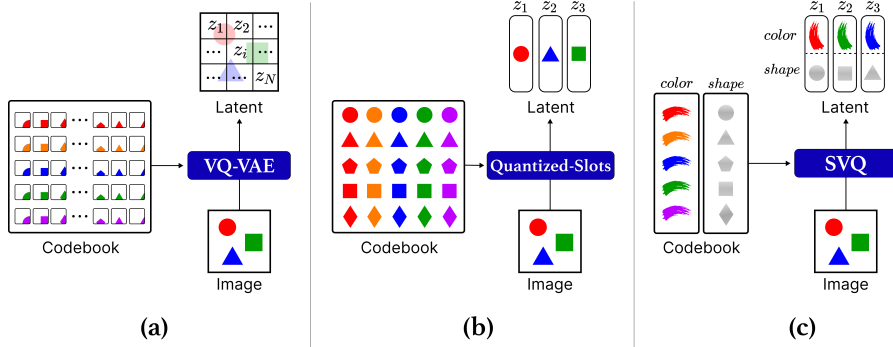 z₁ z₂ ...
... zᵢ ...
... ... z_N
Latent
... 
...
...
...
...
VQ-VAE
Codebook
Image
(a)
z₁ z₂ z₃
Latent
Quantized-Slots
Codebook
Image
(b)
z₁ z₂ z₃
color
shape
Latent
color shape
SVQ
Codebook
Image
(c)